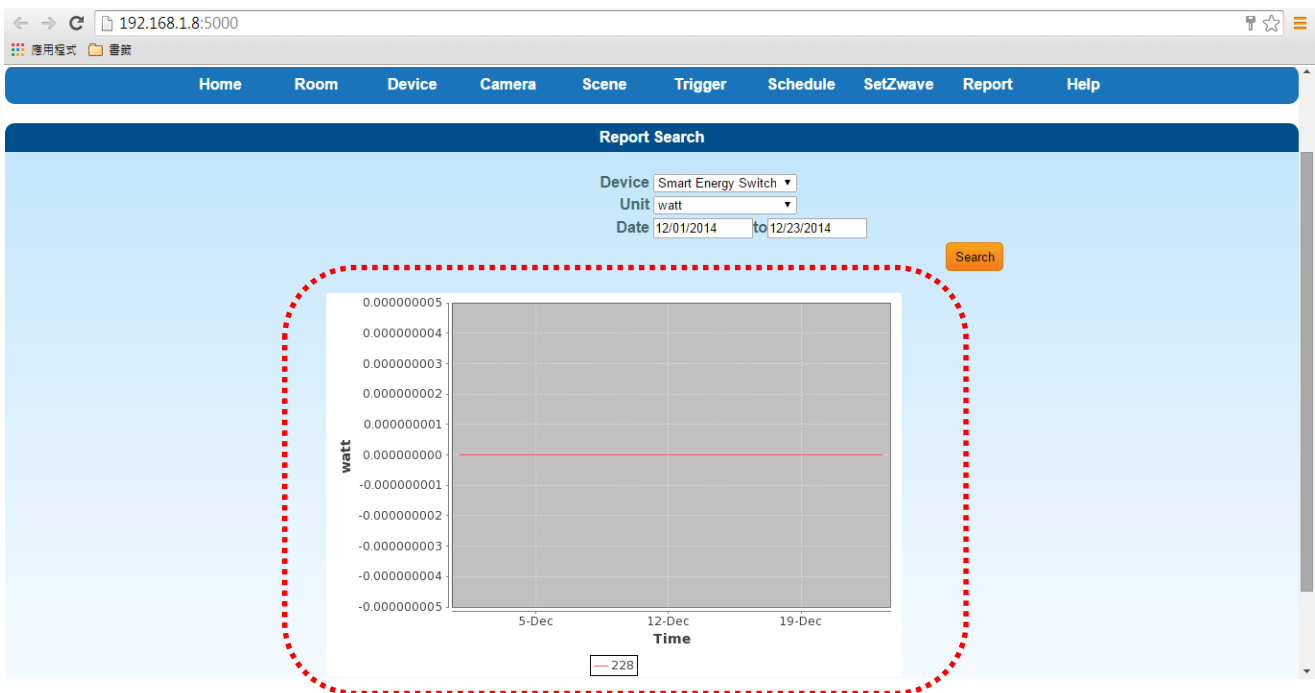 192.168.1.8:5000
應用程式 書籤
Home Room Device Camera Scene Trigger Schedule SetZwave Report Help
Report Search
Device Smart Energy Switch
Unit watt
Date 12/01/2014 to 12/23/2014
Search
0.000000005
0.000000004
0.000000003
0.000000002
0.000000001
watt
0.000000000
-0.000000001
-0.000000002
-0.000000003
-0.000000004
-0.000000005
5-Dec 12-Dec 19-Dec
Time
228